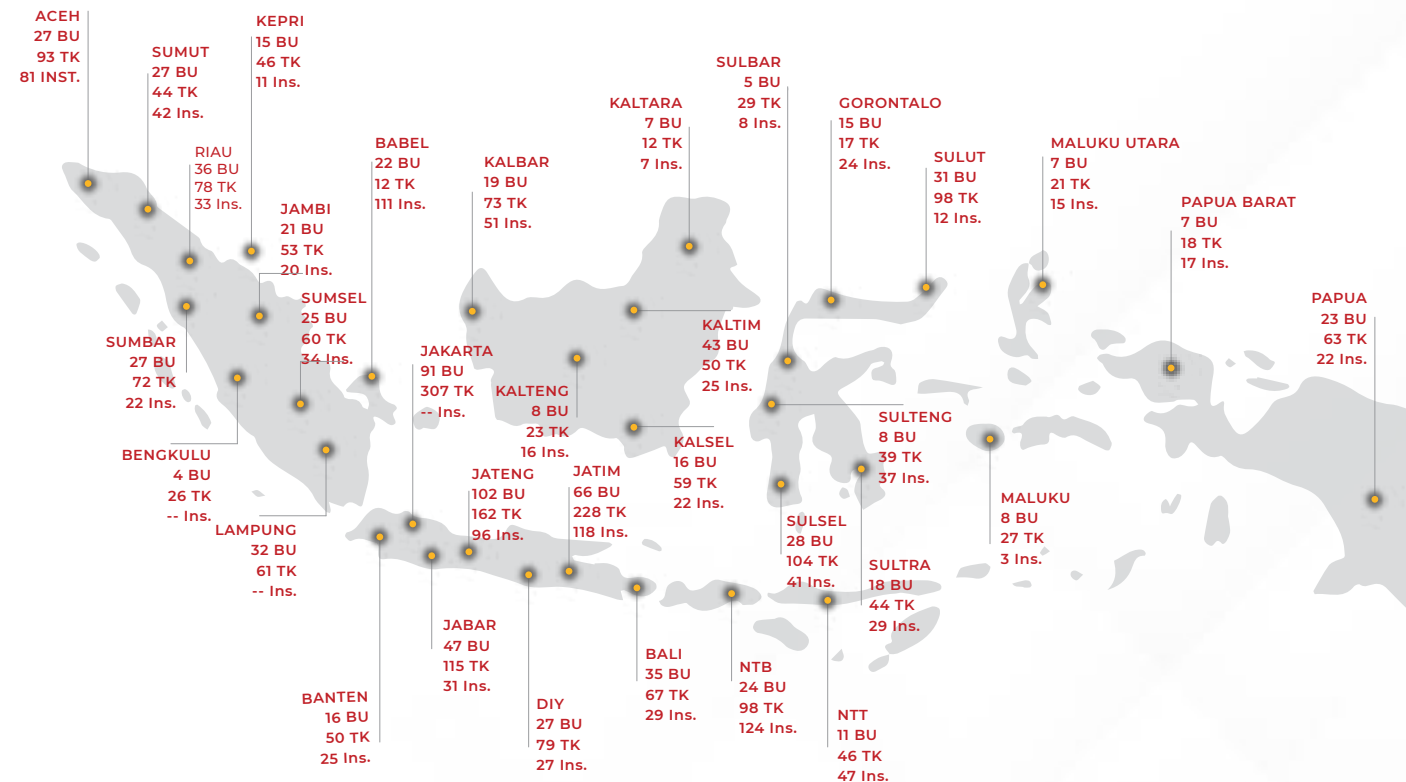 ACEH
27 BU
93 TK
81 INST.
SUMUT
27 BU
44 TK
42 Ins.
KEPRI
15 BU
46 TK
11 Ins.
RIAU
36 BU
78 TK
33 Ins.
JAMBI
21 BU
53 TK
20 Ins.
SUMSEL
25 BU
60 TK
34 Ins.
SUMBAR
27 BU
72 TK
22 Ins.
BENGKULU
4 BU
26 TK
-- Ins.
LAMPUNG
32 BU
61 TK
-- Ins.
BABEL
22 BU
12 TK
111 Ins.
JAKARTA
91 BU
307 TK
-- Ins.
BANTEN
16 BU
50 TK
25 Ins.
JABAR
47 BU
115 TK
31 Ins.
JATENG
102 BU
162 TK
96 Ins.
DIY
27 BU
79 TK
27 Ins.
JATIM
66 BU
228 TK
118 Ins.
KALBAR
19 BU
73 TK
51 Ins.
KALTENG
8 BU
23 TK
16 Ins.
KALTARA
7 BU
12 TK
7 Ins.
KALTIM
43 BU
50 TK
25 Ins.
KALSEL
16 BU
59 TK
22 Ins.
BALI
35 BU
67 TK
29 Ins.
NTB
24 BU
98 TK
124 Ins.
NTT
11 BU
46 TK
47 Ins.
SULBAR
5 BU
29 TK
8 Ins.
GORONTALO
15 BU
17 TK
24 Ins.
SULUT
31 BU
98 TK
12 Ins.
SULTENG
8 BU
39 TK
37 Ins.
SULSEL
28 BU
104 TK
41 Ins.
SULTRA
18 BU
44 TK
29 Ins.
MALUKU UTARA
7 BU
21 TK
15 Ins.
MALUKU
8 BU
27 TK
3 Ins.
PAPUA BARAT
7 BU
18 TK
17 Ins.
PAPUA
23 BU
63 TK
22 Ins.